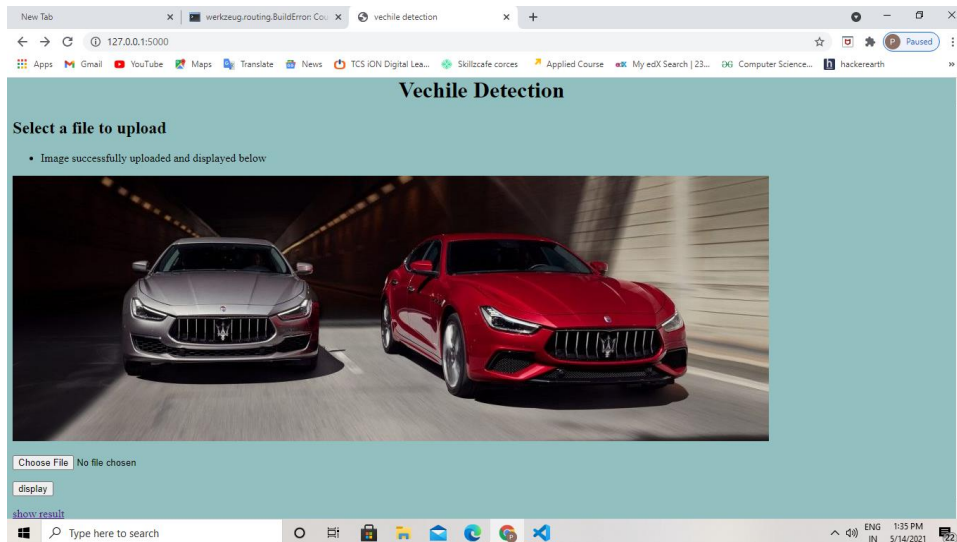 New Tab
werkzeug.routing.BuildError: Cou
vechile detection
127.0.0.1:5000
Paused
Apps
Gmail
YouTube
Maps
Translate
News
TCS iON Digital Lea...
Skillzcafe corces
Applied Course
My edX Search | 23...
Computer Science...
hackerearth
Vechile Detection
Select a file to upload
Image successfully uploaded and displayed below
Choose File No file chosen
display
show result
Type here to search
ENG
IN
1:35 PM
5/14/2021
22